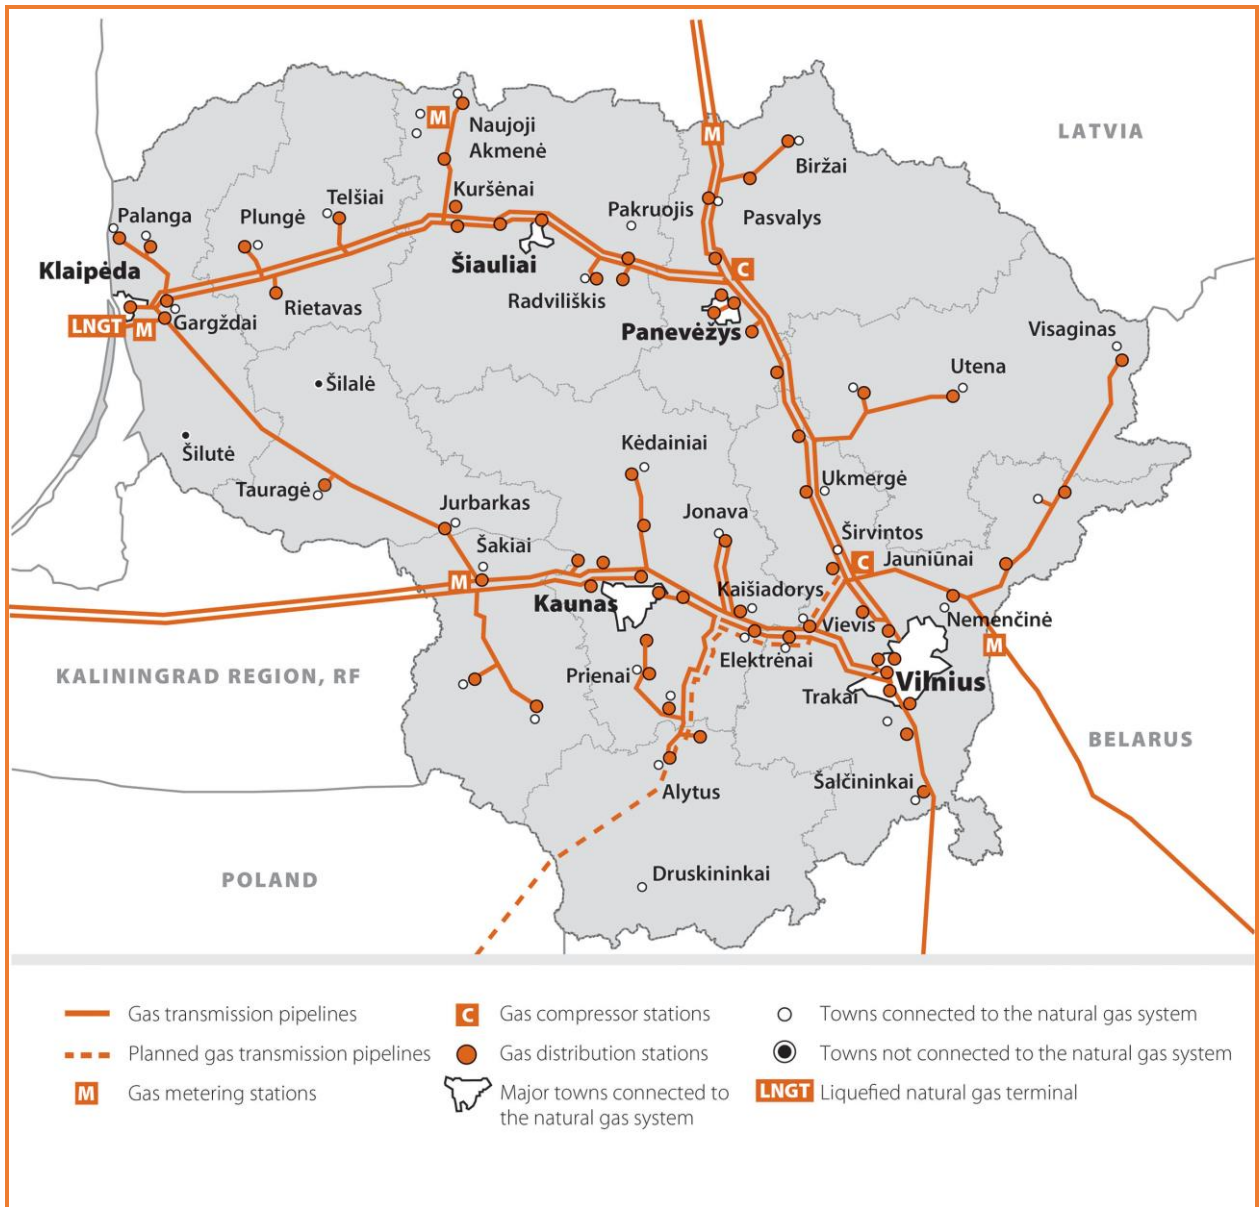 LATVIA
M
Naujoji
Akmenė
M
Biržai
Kuršėnai
Telšiai
Pakruojis
Pasvalys
Palanga
Plungė
Klaipėda
Šiauliai
C
Radviliškis
Rietavas
Gargždai
LNGT
M
Panevėžys
Visaginas
Utena
Šilalė
Šilutė
Kėdainiai
Tauragė
Ukmergė
Jurbarkas
Jonava
Širvintos
Šakiai
C
Jauniūnai
M
Kaunas
Kaišiadorys
Vievis
Nemenčinė
M
Elektrėnai
KALININGRAD REGION, RF
Prienai
Vilnius
Trakai
BELARUS
Šalčininkai
Alytus
POLAND
Druskininkai
Gas transmission pipelines
Planned gas transmission pipelines
M
Gas metering stations
C
Gas compressor stations
Gas distribution stations
Major towns connected to
the natural gas system
Towns connected to the natural gas system
Towns not connected to the natural gas system
LNGT
Liquefied natural gas terminal